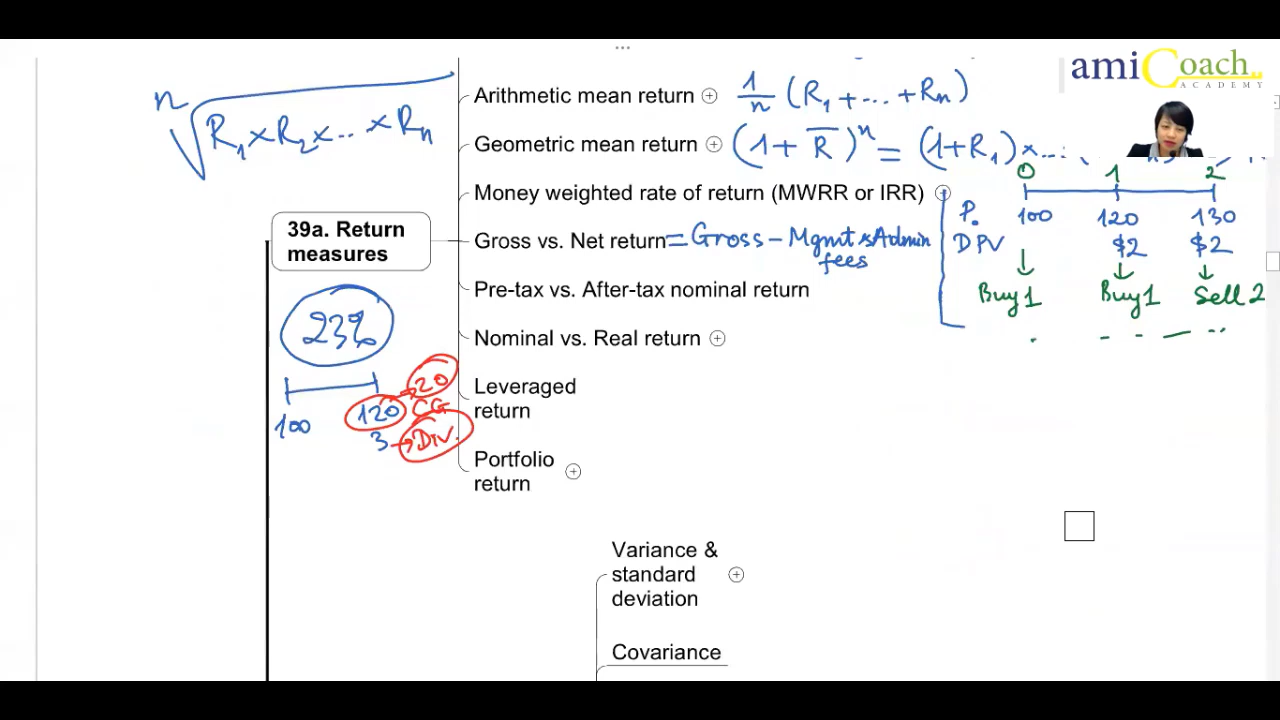 ami Coach
ACADEMY
n√R₁×R₂×...×Rₙ
Arithmetic mean return
1/n (R₁+...+Rₙ)
Geometric mean return
(1+R̅)ⁿ = (1+R₁)×...
Money weighted rate of return (MWRR or IRR)
0 1 2
P. 100 120 130
DPV $2 $2
Buy 1 Buy 1 Sell 2
39a. Return
measures
Gross vs. Net return = Gross - Mgmt & Admin
fees
Pre-tax vs. After-tax nominal return
Nominal vs. Real return
23%
100 120 → 20
CG
3 → DIV.
Leveraged
return
Portfolio
return
Variance &
standard
deviation
Covariance